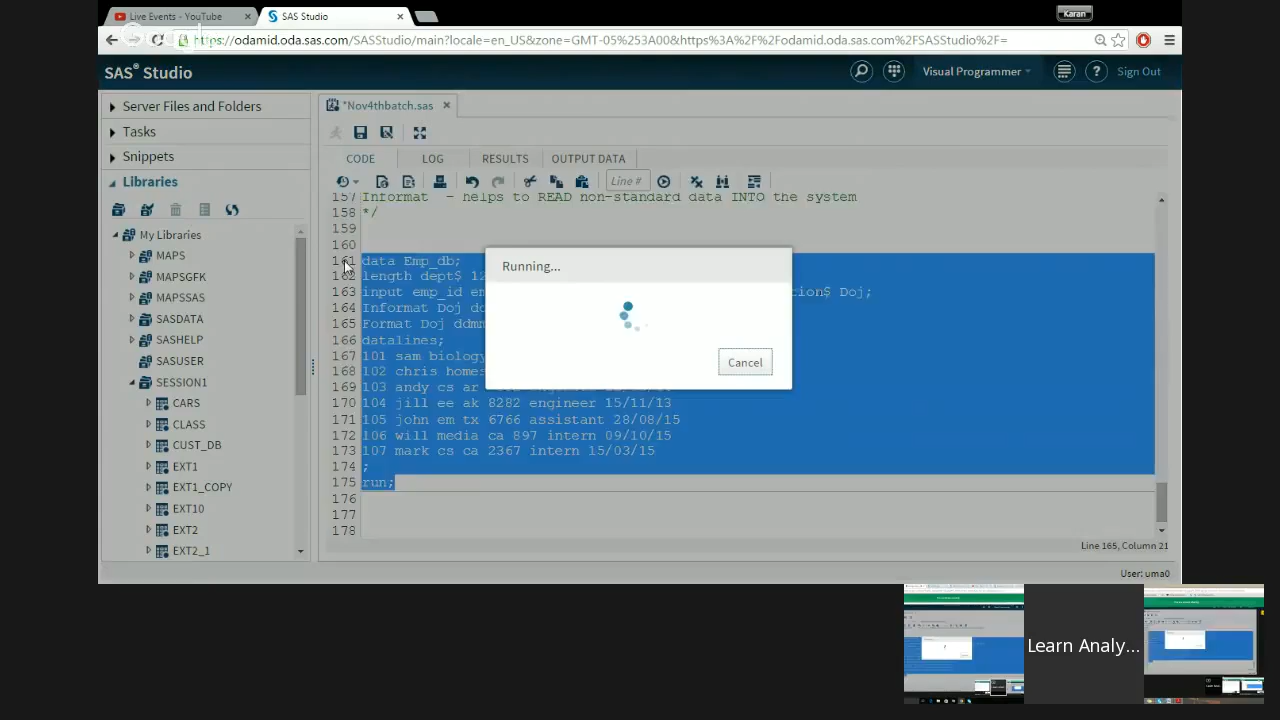 Live Events - YouTube
SAS Studio
Karan
https://odamid.oda.sas.com/SASStudio/main?locale=en_US&zone=GMT-05%253A00&https%3A%2F%2Fodamid.oda.sas.com%2FSASStudio%2F=
SAS® Studio
Visual Programmer
Sign Out
Server Files and Folders
Tasks
Snippets
Libraries
My Libraries
MAPS
MAPSGFK
MAPSSAS
SASDATA
SASHELP
SASUSER
SESSION1
CARS
CLASS
CUST_DB
EXT1
EXT1_COPY
EXT10
EXT2
EXT2_1
*Nov4thbatch.sas
CODE LOG RESULTS OUTPUT DATA
Line #
157 Informat - helps to READ non-standard data INTO the system
158 */
159
160
161 data Emp_db;
162 length dept$ 12
163 input emp_id em ion$ Doj;
164 Informat Doj dd
165 Format Doj ddmm
166 datalines;
167 101 sam biology
168 102 chris homes
169 103 andy cs ar
170 104 jill ee ak 8282 engineer 15/11/13
171 105 john em tx 6766 assistant 28/08/15
172 106 will media ca 897 intern 09/10/15
173 107 mark cs ca 2367 intern 15/03/15
174 ;
175 run;
176
177
178
Running...
Cancel
Line 165, Column 21
User: uma0
Learn Analy...